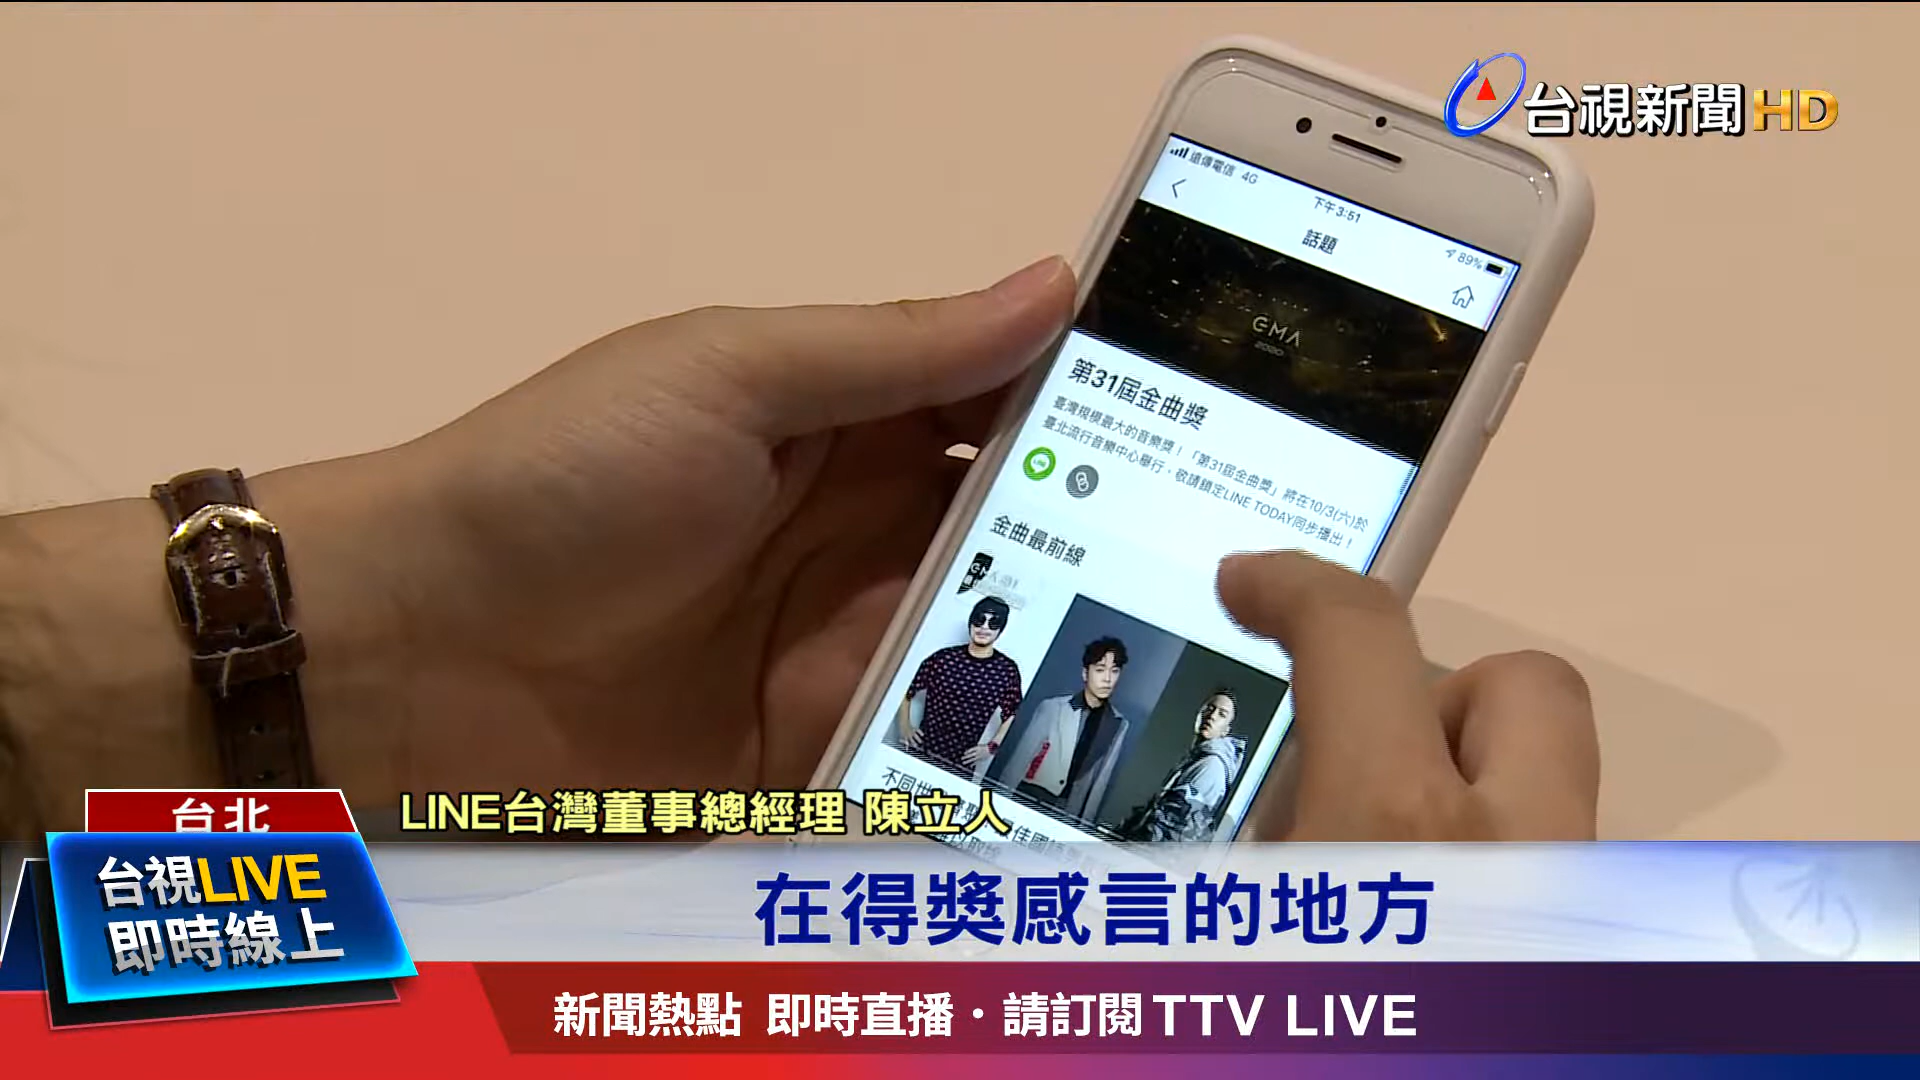 台視新聞HD
遠傳電信 4G
下午3:51
89%
話題
GMA
2020
第31屆金曲獎
臺灣規模最大的音樂獎！「第31屆金曲獎」將在10/3(六)於
臺北流行音樂中心舉行，敬請鎖定LINE TODAY同步播出！
LINE
金曲最前線
台北
LINE台灣董事總經理 陳立人
台視LIVE
即時線上
在得獎感言的地方
新聞熱點 即時直播・請訂閱TTV LIVE